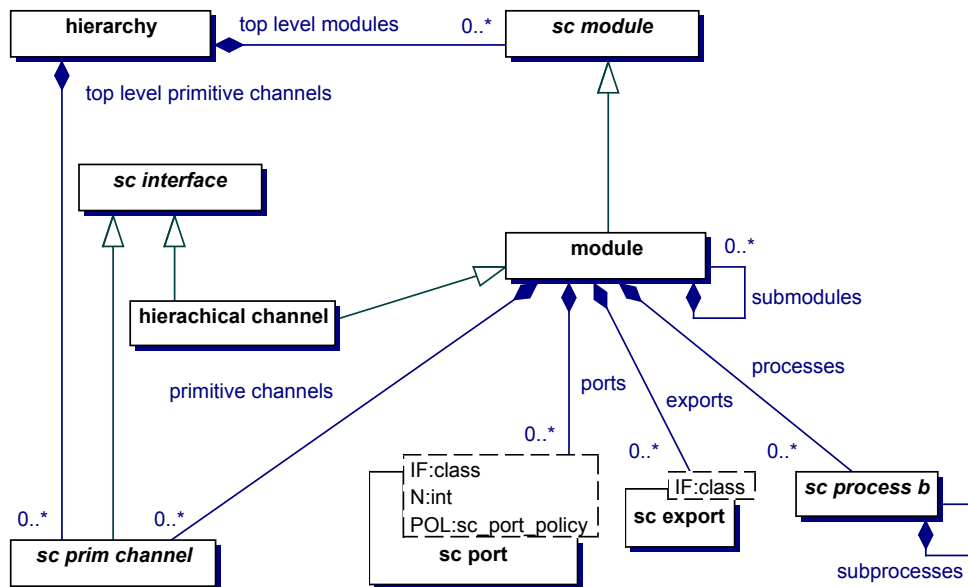 hierarchy
top level modules
0..*
sc module
top level primitive channels
sc interface
module
0..*
submodules
hierachical channel
processes
primitive channels
ports
exports
0..*
0..*
0..*
IF:class
N:int
POL:sc_port_policy
sc port
IF:class
sc export
sc process b
0..*
0..*
sc prim channel
subprocesses